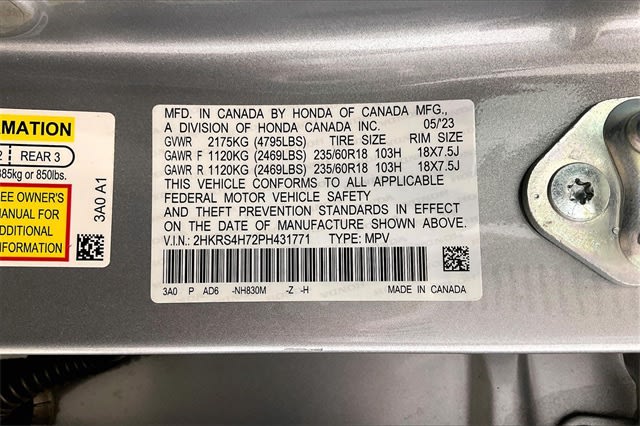 RMATION
2 REAR 3
385kg or 850lbs.
EE OWNER'S
MANUAL FOR
ADDITIONAL
INFORMATION
3A0 A1
MFD. IN CANADA BY HONDA OF CANADA MFG.,
A DIVISION OF HONDA CANADA INC. 05/'23
GVWR 2175KG (4795LBS) TIRE SIZE RIM SIZE
GAWR F 1120KG (2469LBS) 235/60R18 103H 18X7.5J
GAWR R 1120KG (2469LBS) 235/60R18 103H 18X7.5J
THIS VEHICLE CONFORMS TO ALL APPLICABLE
FEDERAL MOTOR VEHICLE SAFETY
AND THEFT PREVENTION STANDARDS IN EFFECT
ON THE DATE OF MANUFACTURE SHOWN ABOVE.
V.I.N.: 2HKRS4H72PH431771 TYPE: MPV
3A0 P AD6 -NH830M -Z -H MADE IN CANADA